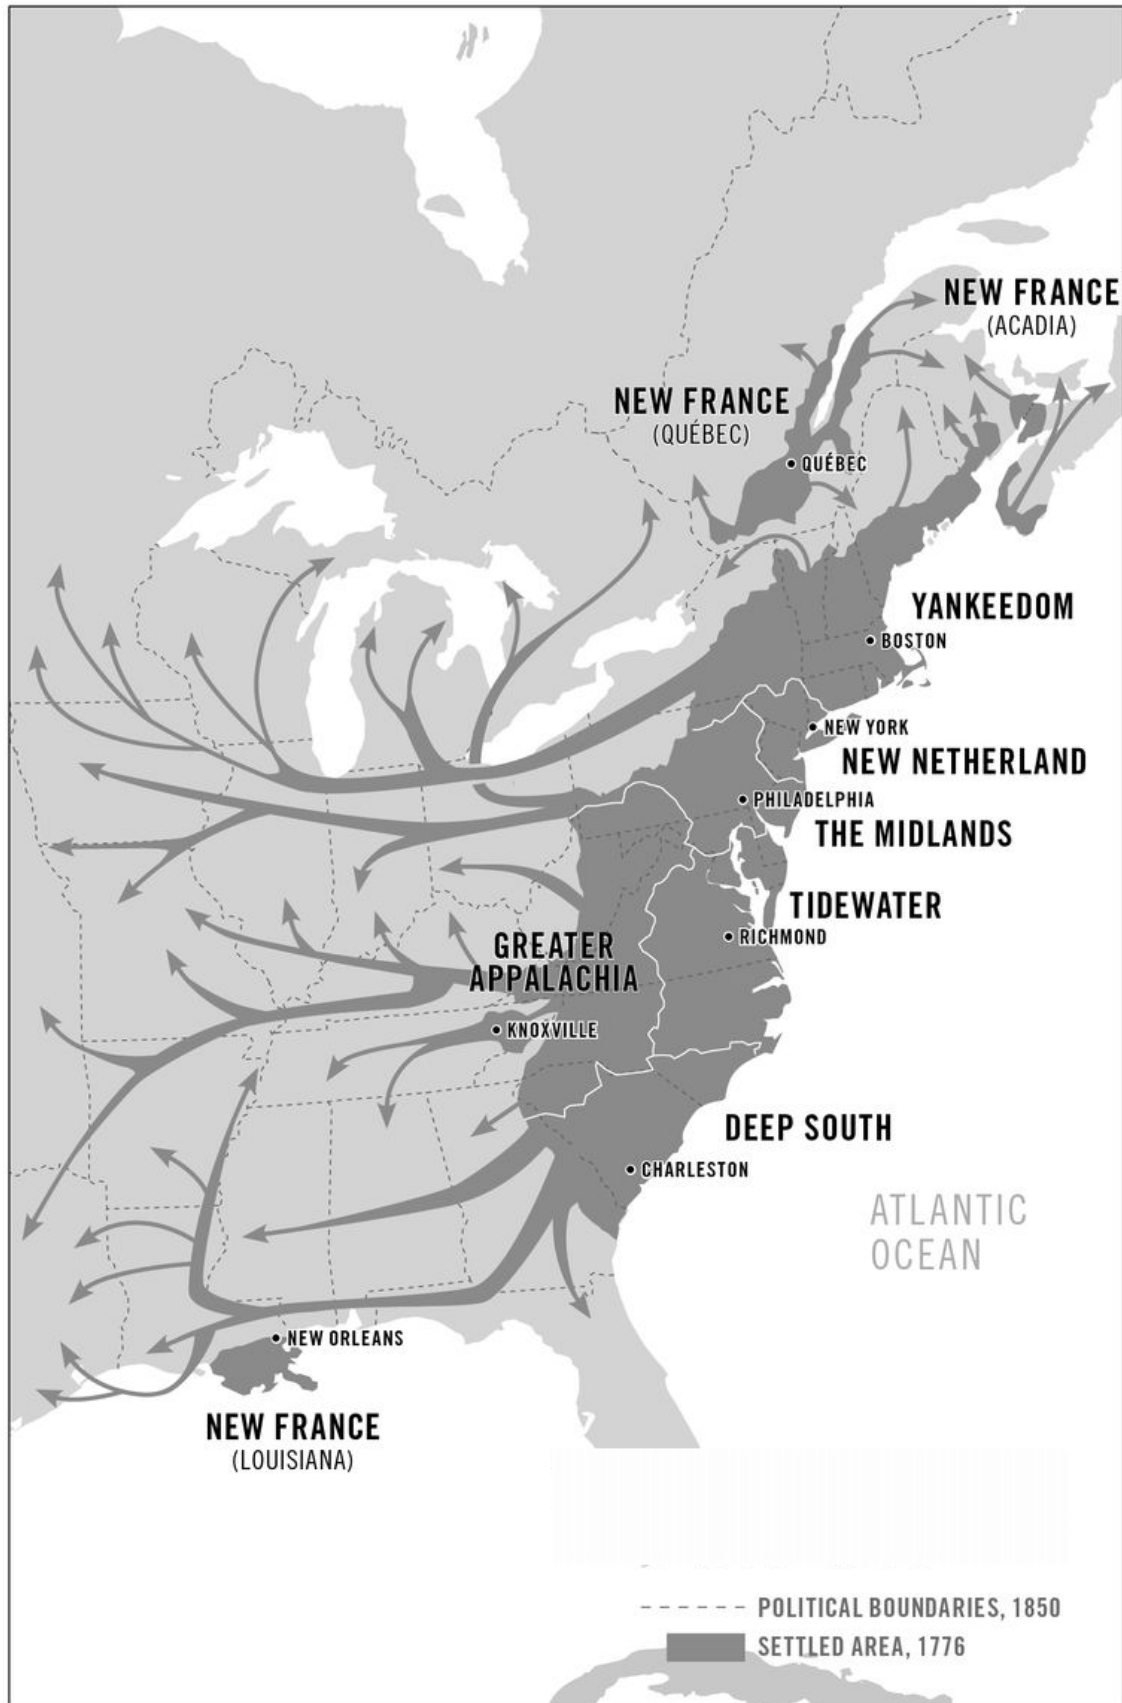 NEW FRANCE
(ACADIA)
NEW FRANCE
(QUÉBEC)
QUÉBEC
YANKEEDOM
BOSTON
NEW YORK
NEW NETHERLAND
PHILADELPHIA
THE MIDLANDS
TIDEWATER
RICHMOND
GREATER
APPALACHIA
KNOXVILLE
DEEP SOUTH
CHARLESTON
ATLANTIC
OCEAN
NEW ORLEANS
NEW FRANCE
(LOUISIANA)
POLITICAL BOUNDARIES, 1850
SETTLED AREA, 1776